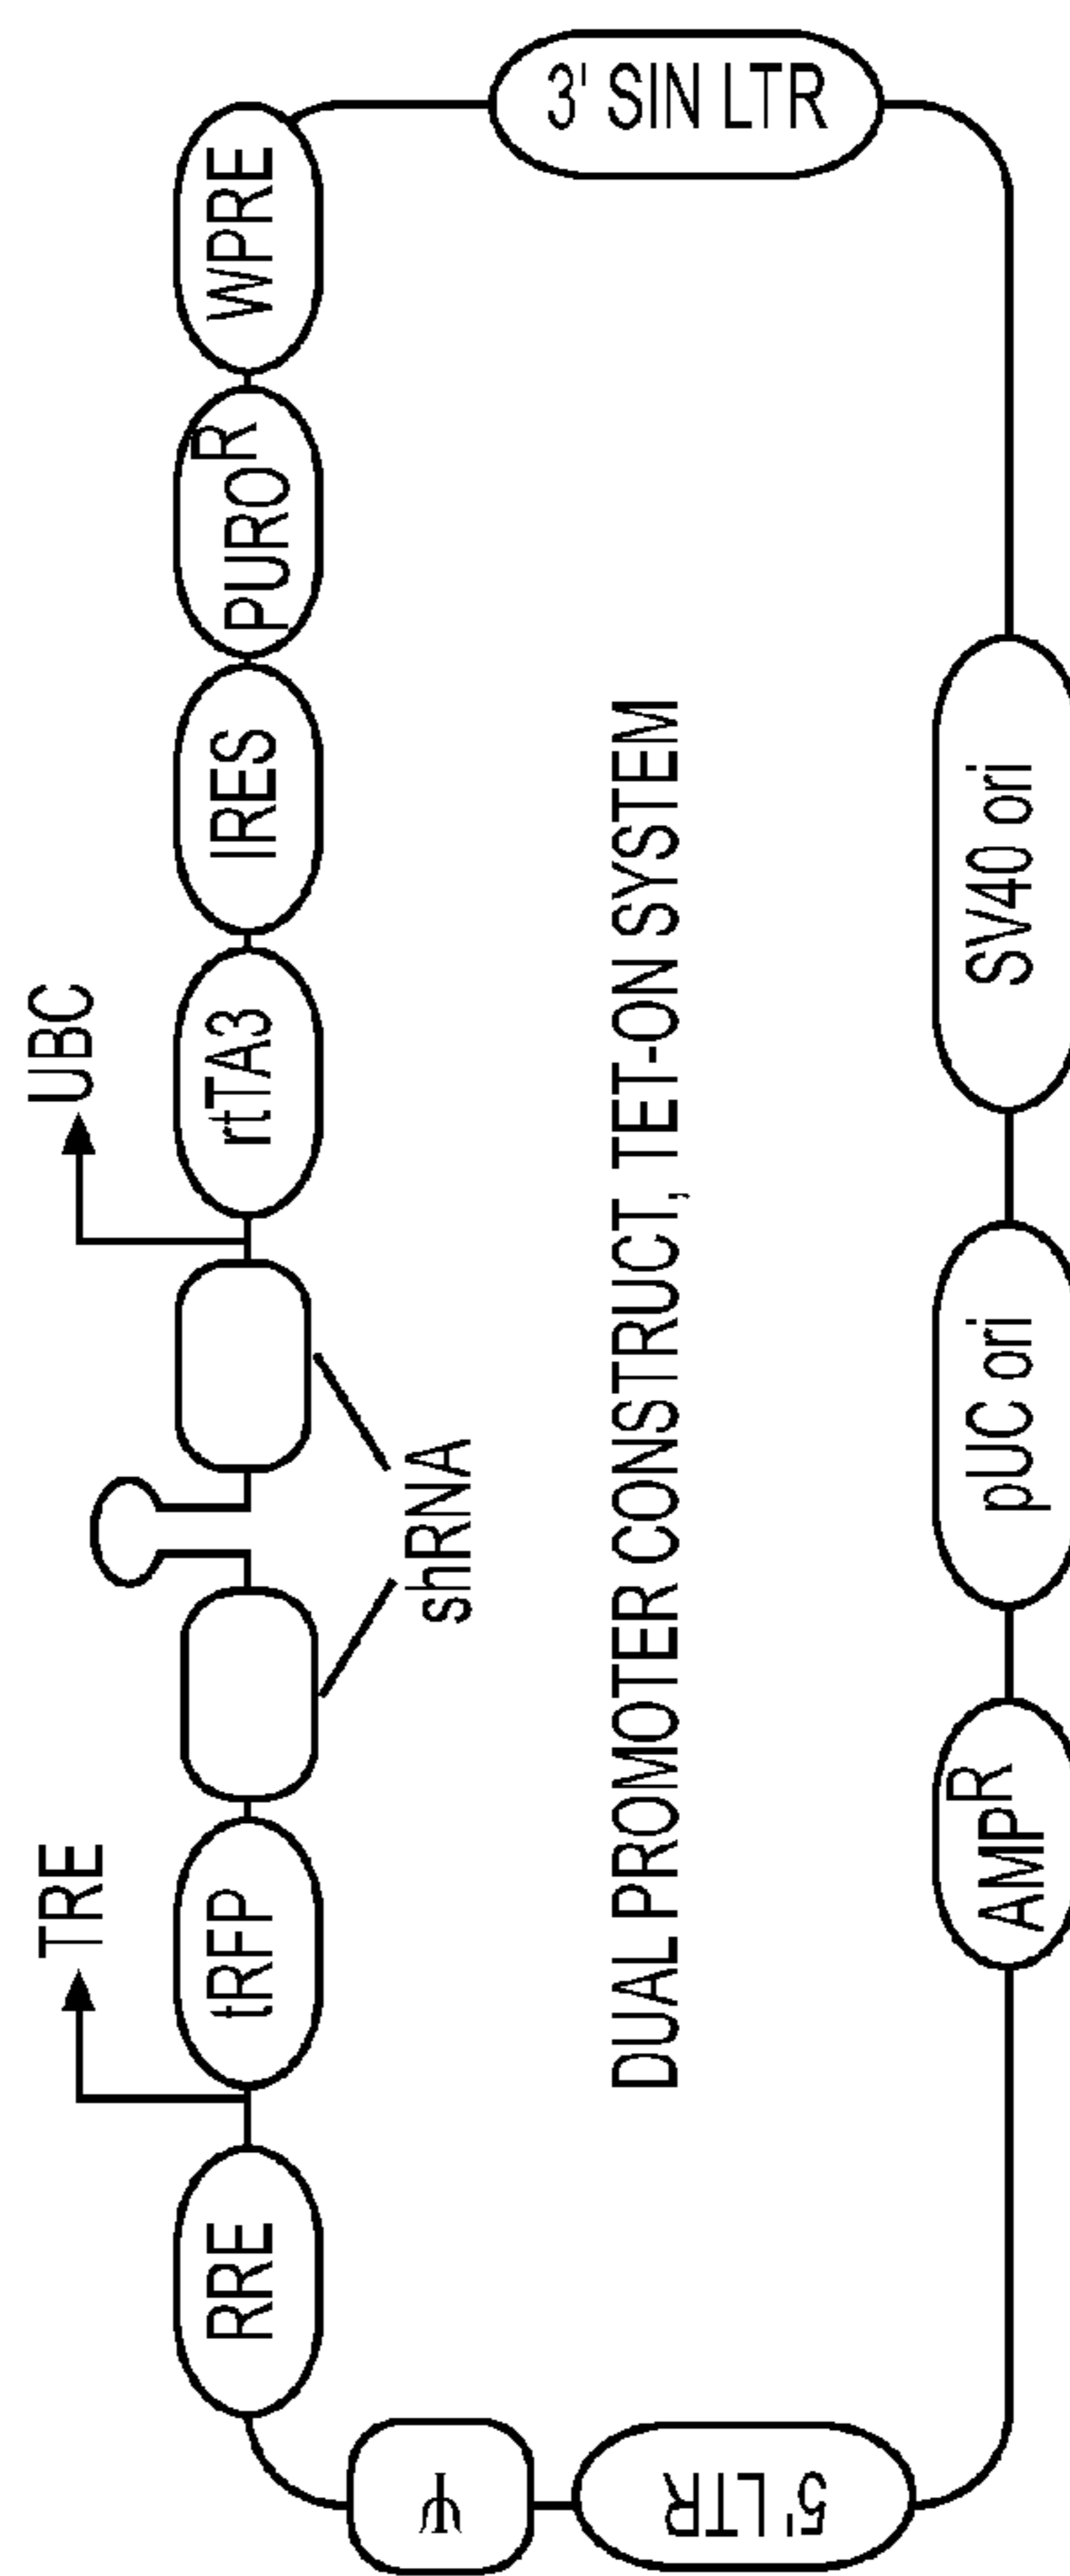 TRE
UBC
RRE
tRFP
rtTA3
IRES
PURO^R
WPRE
shRNA
Ψ
5' LTR
3' SIN LTR
DUAL PROMOTER CONSTRUCT, TET-ON SYSTEM
AMP^R
pUC ori
SV40 ori